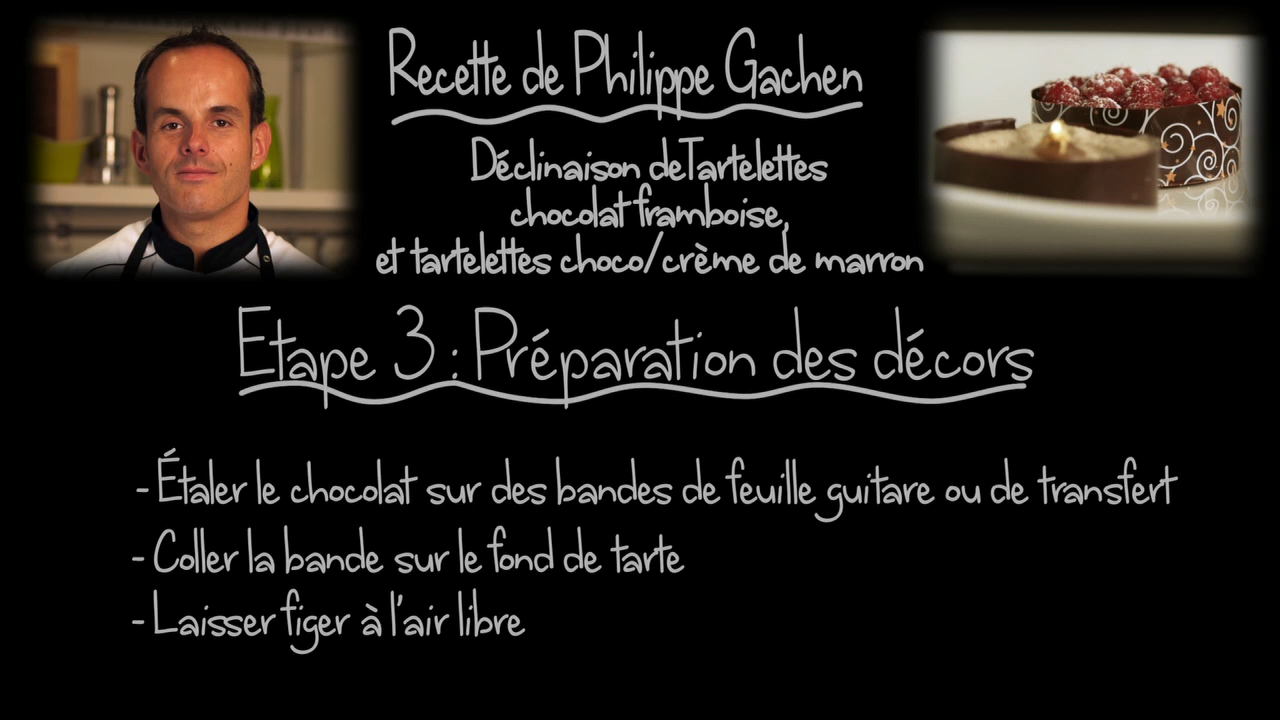 Recette de Philippe Gachen
Déclinaison deTartelettes
chocolat framboise,
et tartelettes choco/crème de marron
Etape 3 : Préparation des décors
- Étaler le chocolat sur des bandes de feuille guitare ou de transfert
- Coller la bande sur le fond de tarte
- Laisser figer à l'air libre